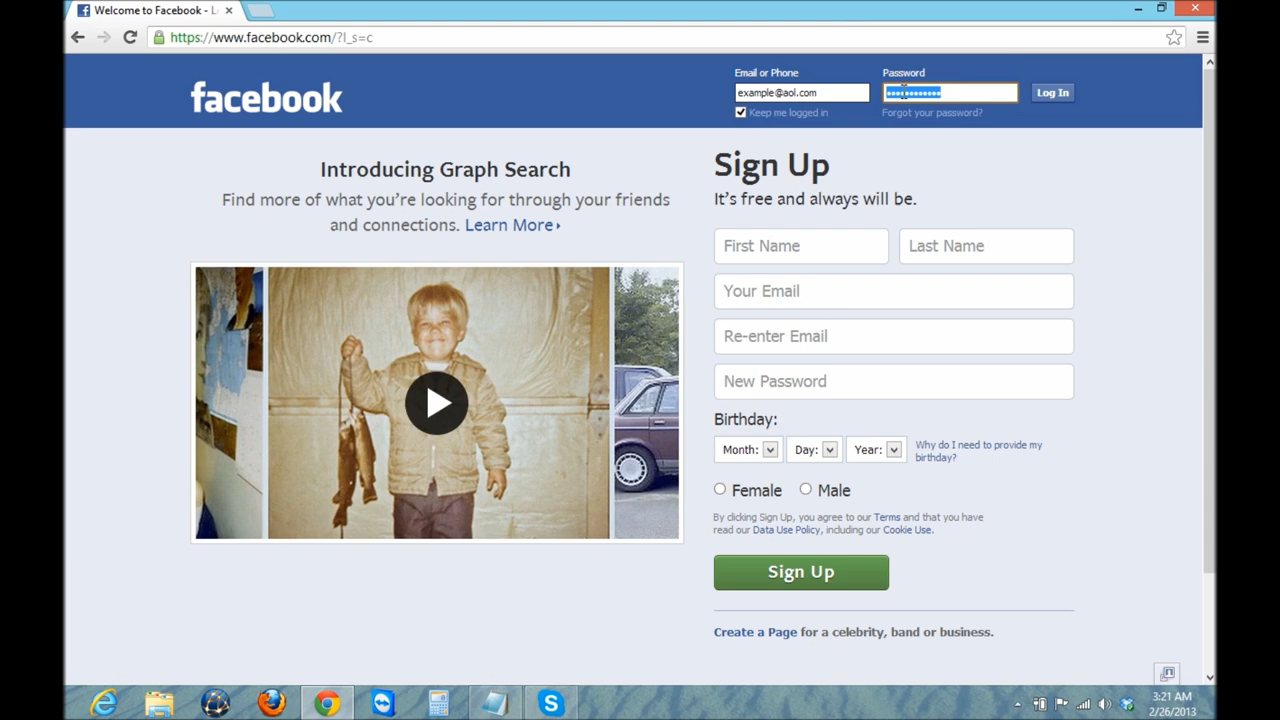 Welcome to Facebook - L
https://www.facebook.com/?l_s=c
facebook
Email or Phone
Password
example@aol.com
Log In
Keep me logged in
Forgot your password?
Introducing Graph Search
Find more of what you're looking for through your friends
and connections. Learn More
Sign Up
It's free and always will be.
First Name
Last Name
Your Email
Re-enter Email
New Password
Birthday:
Month:
Day:
Year:
Why do I need to provide my
birthday?
Female
Male
By clicking Sign Up, you agree to our Terms and that you have
read our Data Use Policy, including our Cookie Use.
Sign Up
Create a Page for a celebrity, band or business.
3:21 AM
2/26/2013